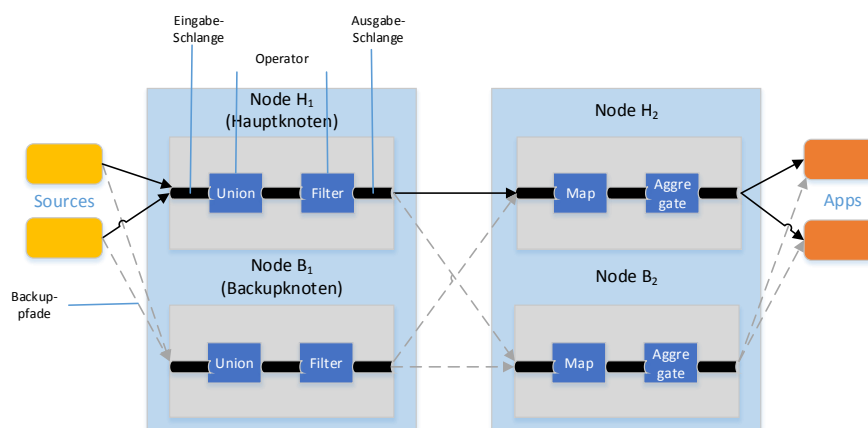 Eingabe-
Schlange
Ausgabe-
Schlange
Operator
Node H1
(Hauptknoten)
Node H2
Union
Filter
Map
Aggre
gate
Sources
Apps
Node B1
(Backupknoten)
Node B2
Backup-
pfade
Union
Filter
Map
Aggre
gate